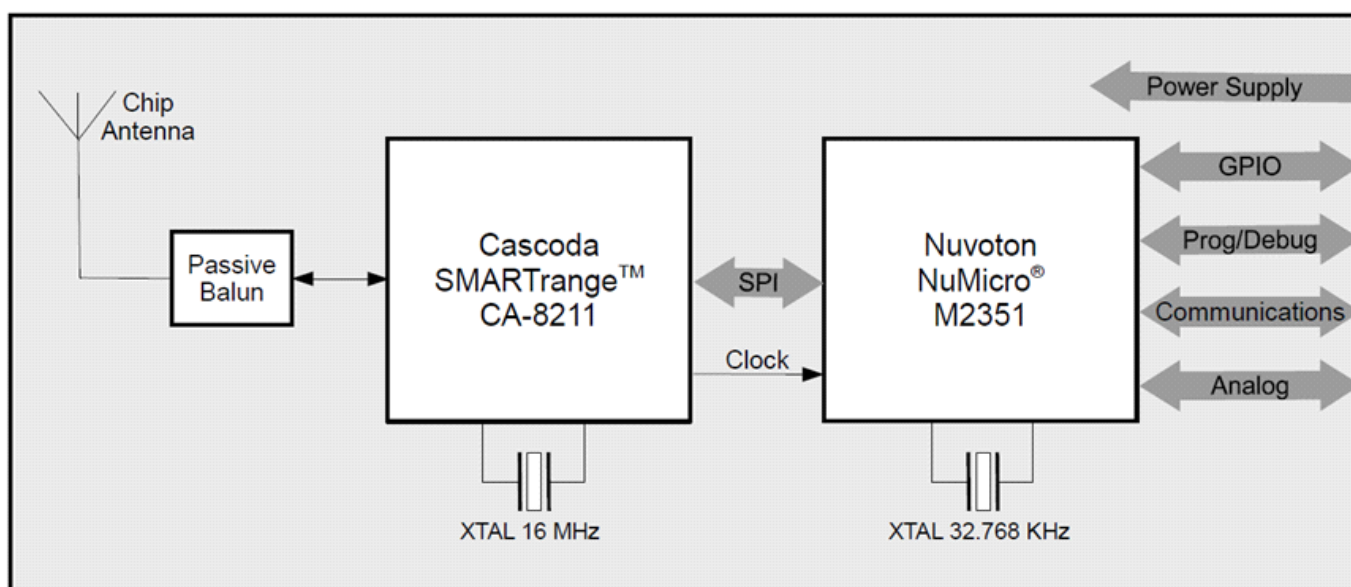 Chip
Antenna
Passive
Balun
Cascoda
SMARTrange™
CA-8211
XTAL 16 MHz
SPI
Clock
Nuvoton
NuMicro®
M2351
XTAL 32.768 KHz
Power Supply
GPIO
Prog/Debug
Communications
Analog